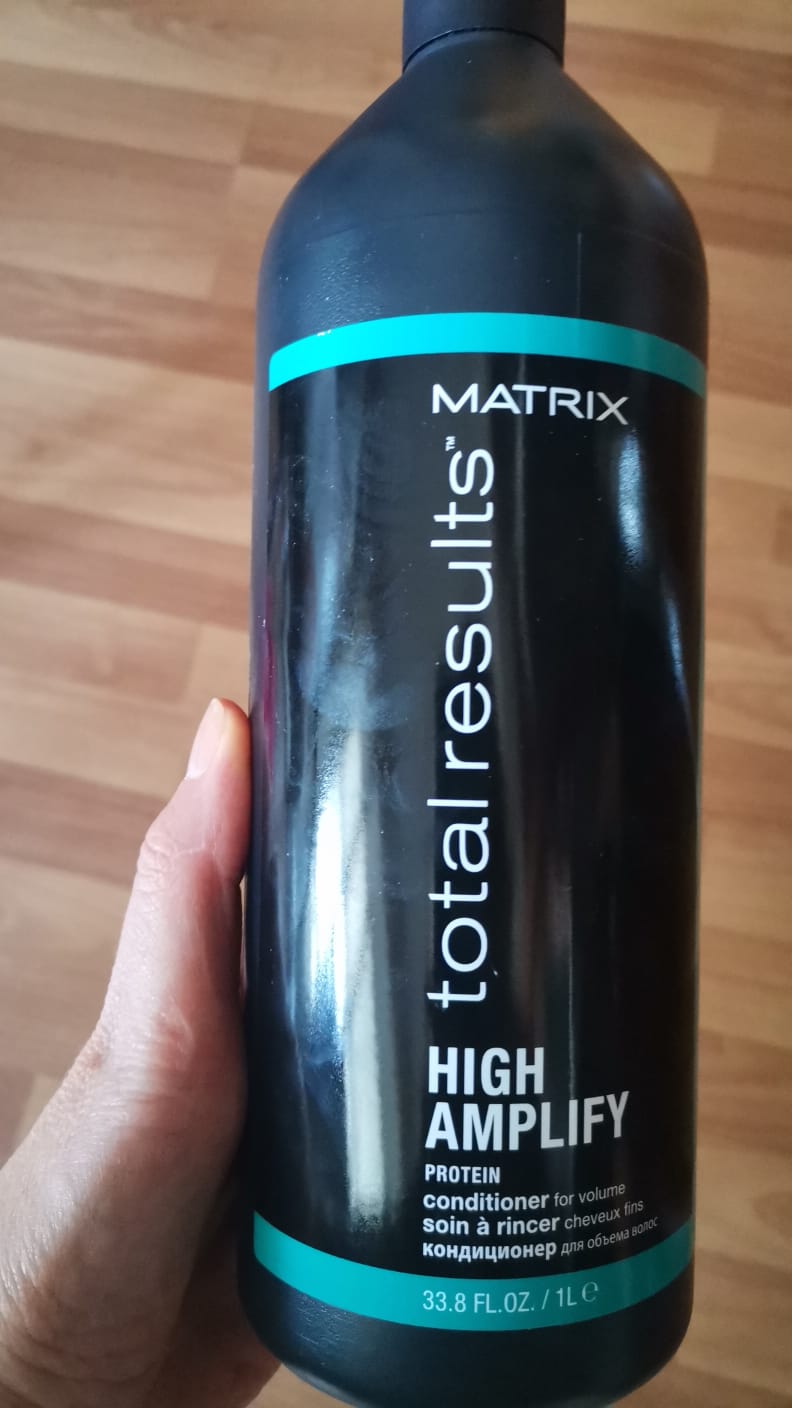 MATRIX
total results™
HIGH
AMPLIFY
PROTEIN
conditioner for volume
soin à rincer cheveux fins
кондиционер для объема волос
33.8 FL.OZ. / 1L ℮